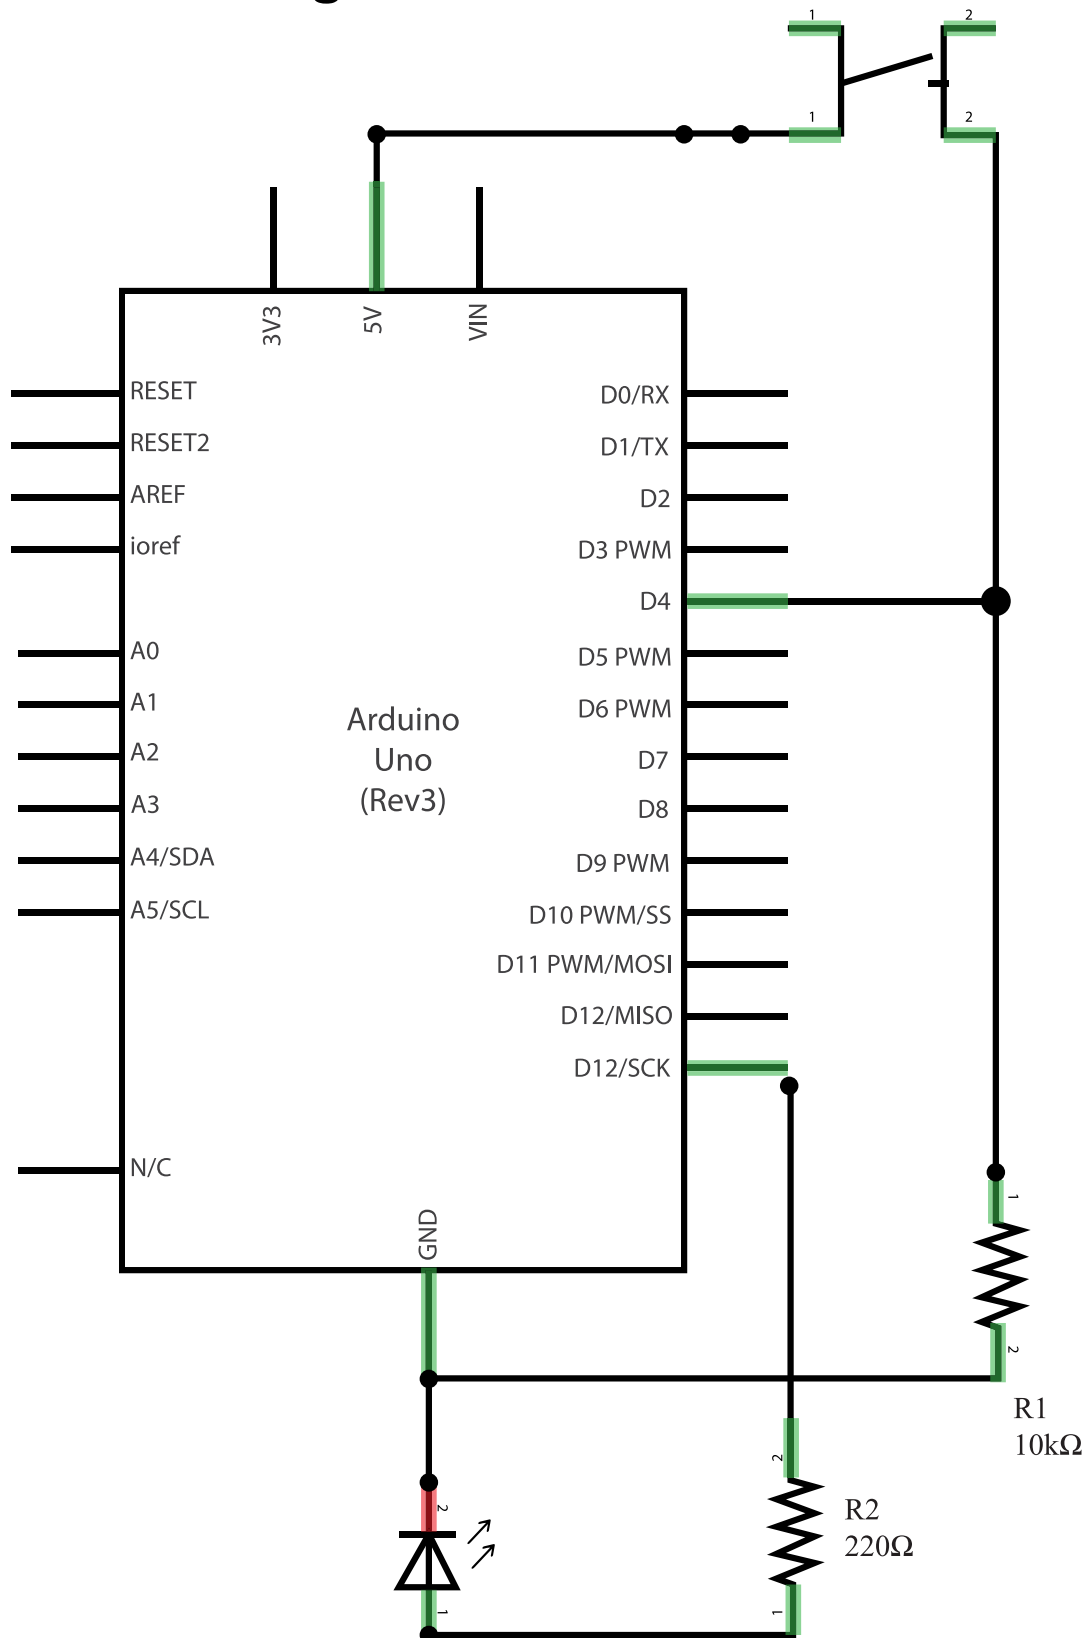 1
2
1
2
3V3
5V
VIN
RESET
D0/RX
RESET2
D1/TX
AREF
D2
ioref
D3 PWM
D4
A0
D5 PWM
A1
D6 PWM
Arduino
Uno
(Rev3)
A2
D7
A3
D8
A4/SDA
D9 PWM
A5/SCL
D10 PWM/SS
D11 PWM/MOSI
D12/MISO
D12/SCK
N/C
GND
1
2
R1
10kΩ
2
2
R2
220Ω
1
1